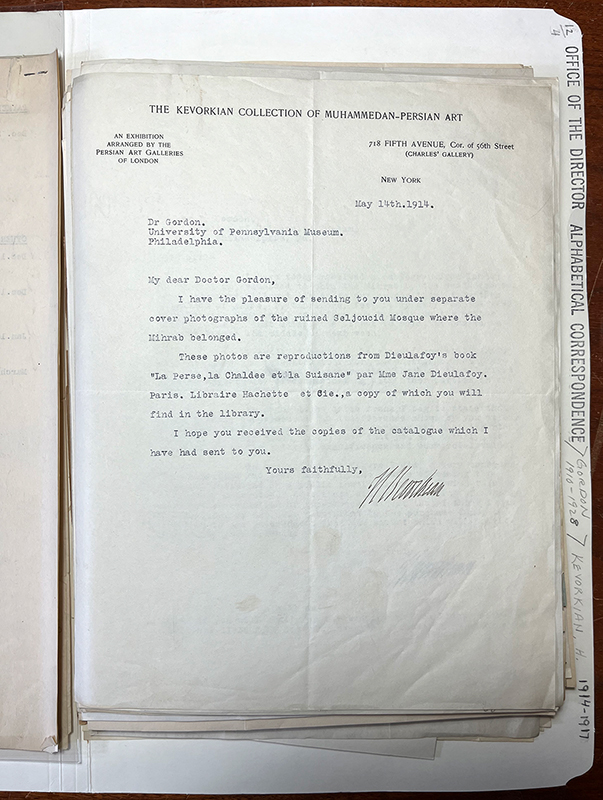 THE KEVORKIAN COLLECTION OF MUHAMMEDAN-PERSIAN ART
AN EXHIBITION
ARRANGED BY THE
PERSIAN ART GALLERIES
OF LONDON
718 FIFTH AVENUE, Cor. of 56th Street
(CHARLES' GALLERY)
NEW YORK
May 14th.1914.
Dr Gordon.
University of Pennsylvania Museum.
Philadelphia.
My dear Doctor Gordon,
I have the pleasure of sending to you under separate
cover photographs of the ruined Seljoucid Mosque where the
Mihrab belonged.
These photos are reproductions from Dieulafoy's book
"La Perse,la Chaldee et la Suisane" par Mme Jane Dieulafoy.
Paris. Libraire Hachette et Cie.,a copy of which you will
find in the library.
I hope you received the copies of the catalogue which I
have had sent to you.
Yours faithfully,
H Kevorkian
OFFICE OF THE DIRECTOR ALPHABETICAL CORRESPONDENCE / GORDON 1910-1928 / KEVORKIAN, H. 1914-1917